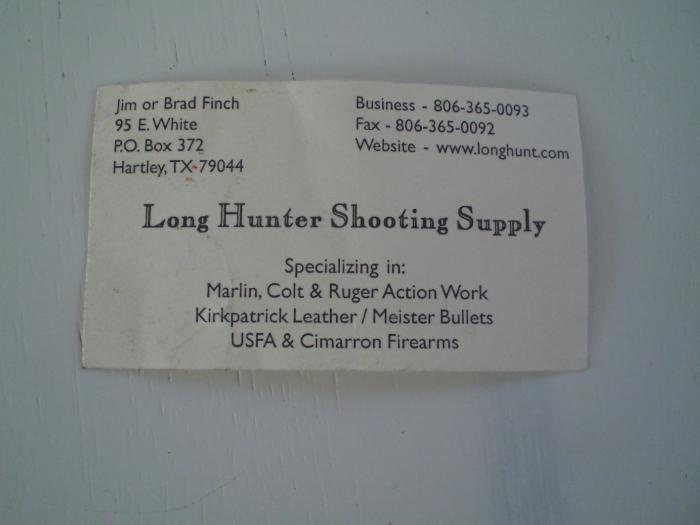 Jim or Brad Finch
95 E. White
P.O. Box 372
Hartley, TX 79044
Business - 806-365-0093
Fax - 806-365-0092
Website - www.longhunt.com
Long Hunter Shooting Supply
Specializing in:
Marlin, Colt & Ruger Action Work
Kirkpatrick Leather / Meister Bullets
USFA & Cimarron Firearms